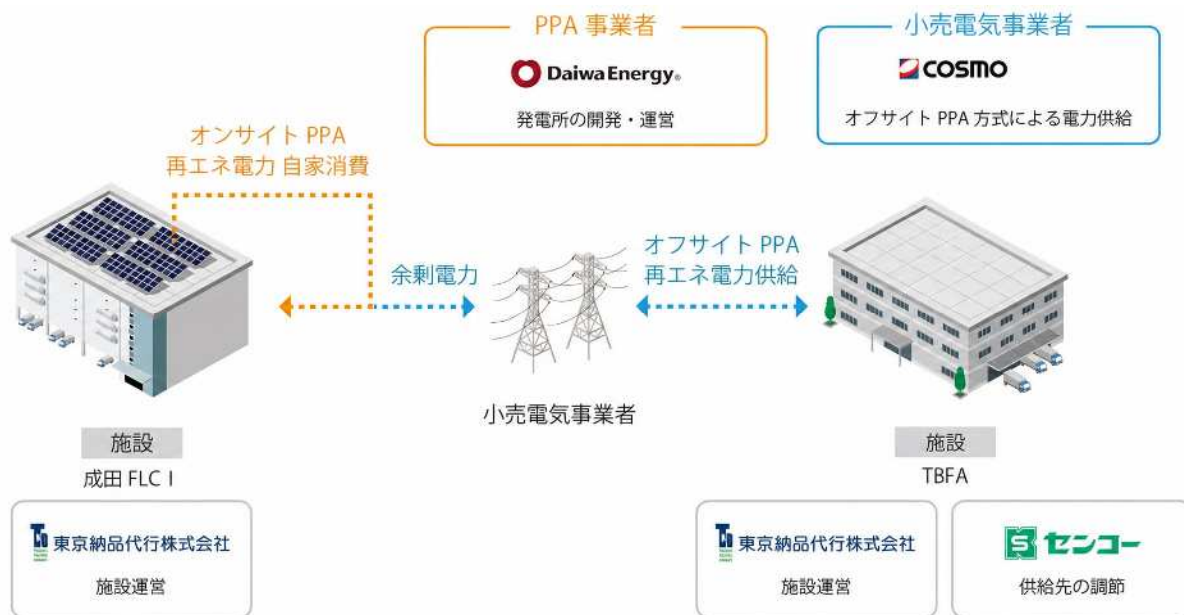 PPA 事業者
Daiwa Energy®
発電所の開発・運営
小売電気事業者
COSMO
オフサイト PPA 方式による電力供給
オンサイト PPA
再エネ電力 自家消費
余剰電力
オフサイト PPA
再エネ電力供給
小売電気事業者
施設
成田 FLC I
東京納品代行株式会社
施設運営
施設
TBFA
東京納品代行株式会社
施設運営
S センコー
供給先の調節